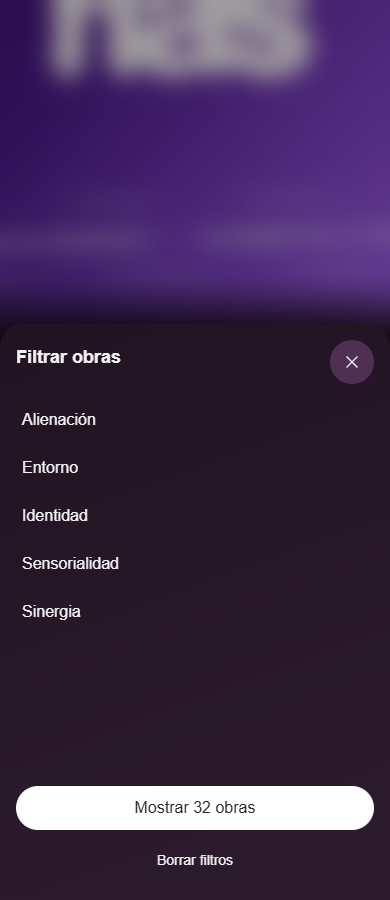 Filtrar obras
Alienación
Entorno
Identidad
Sensorialidad
Sinergia
Mostrar 32 obras
Borrar filtros